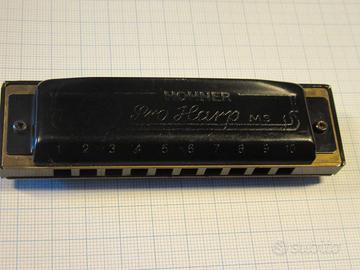 HOHNER
Pro Harp MS
1 2 3 4 5 6 7 8 9 10
subito